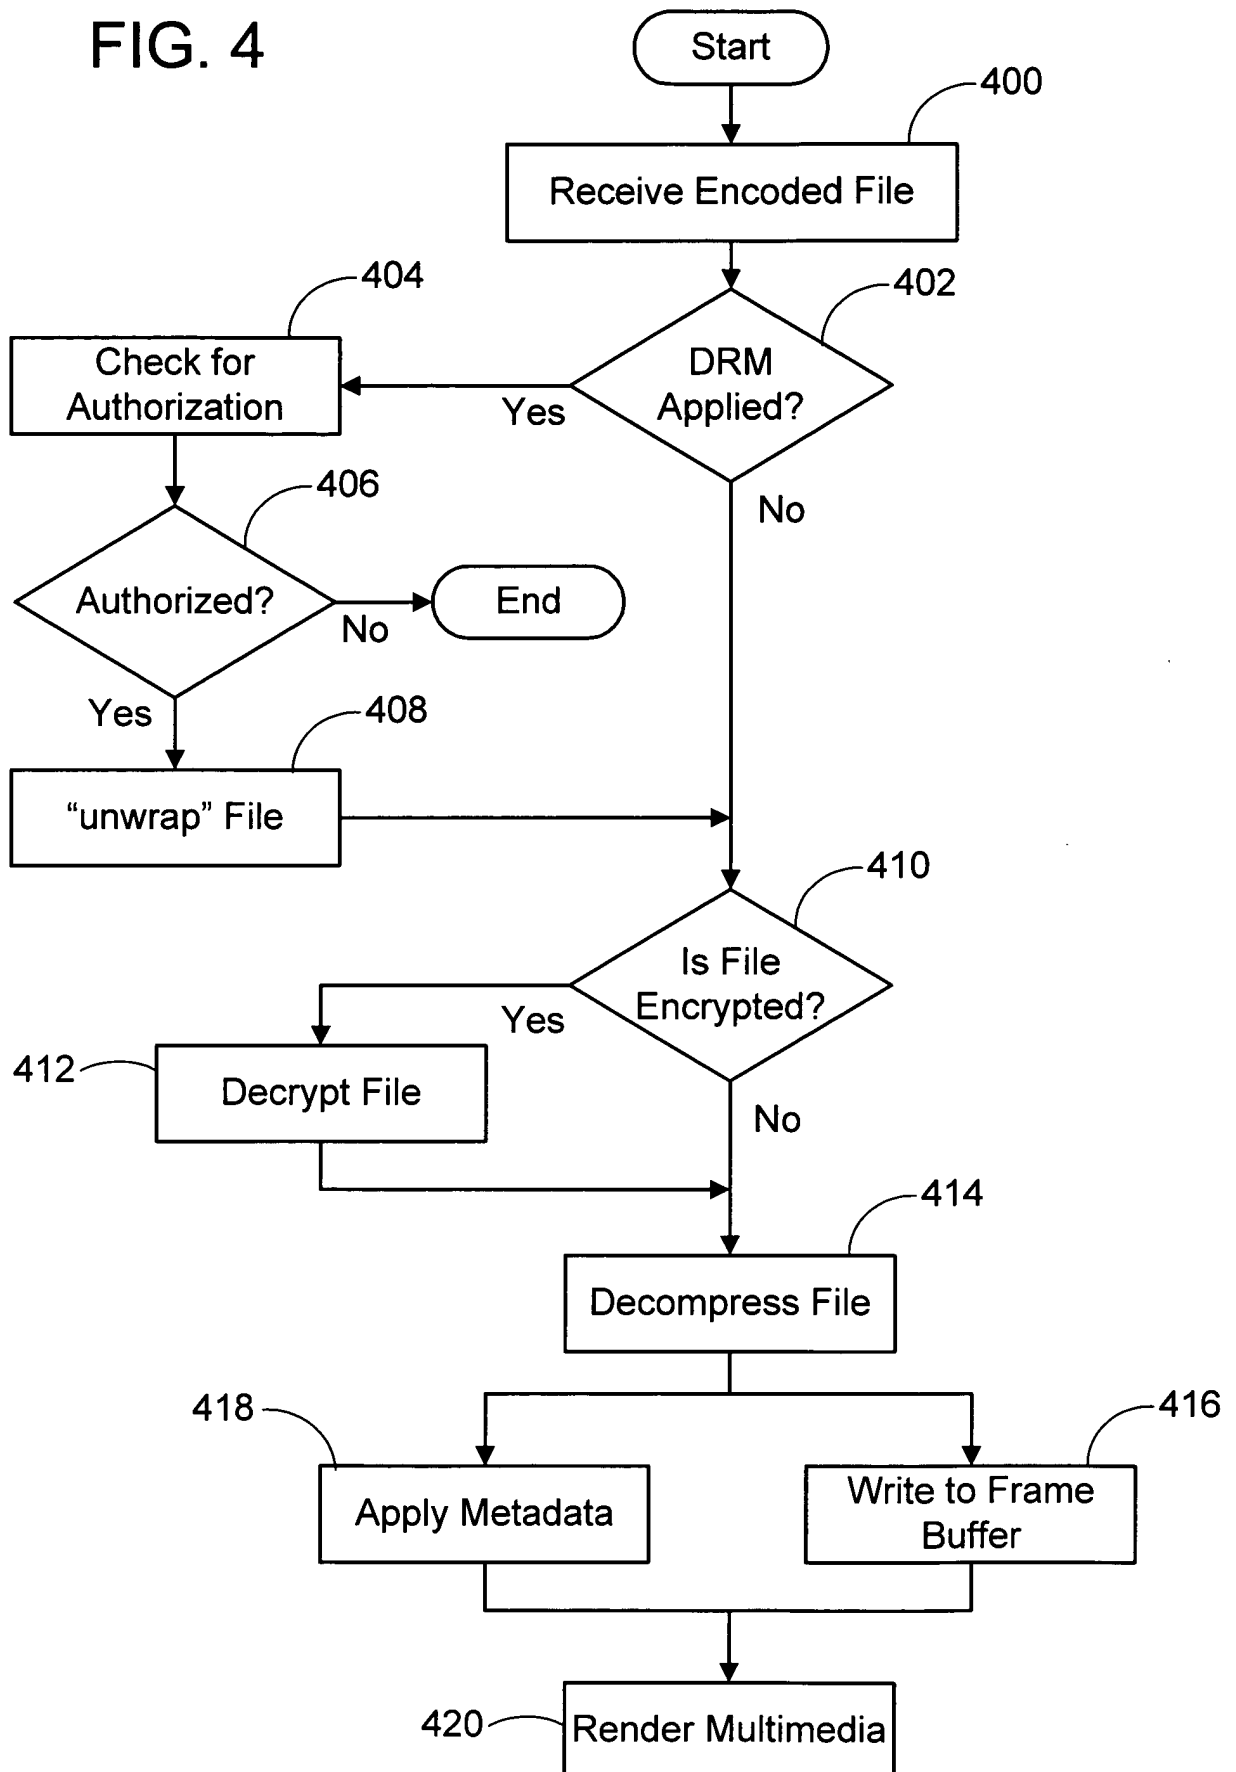 FIG. 4
Start
400
Receive Encoded File
402
DRM
Applied?
Yes
No
404
Check for
Authorization
406
Authorized?
No
End
Yes
408
“unwrap” File
410
Is File
Encrypted?
Yes
No
412
Decrypt File
414
Decompress File
418
Apply Metadata
416
Write to Frame
Buffer
420
Render Multimedia